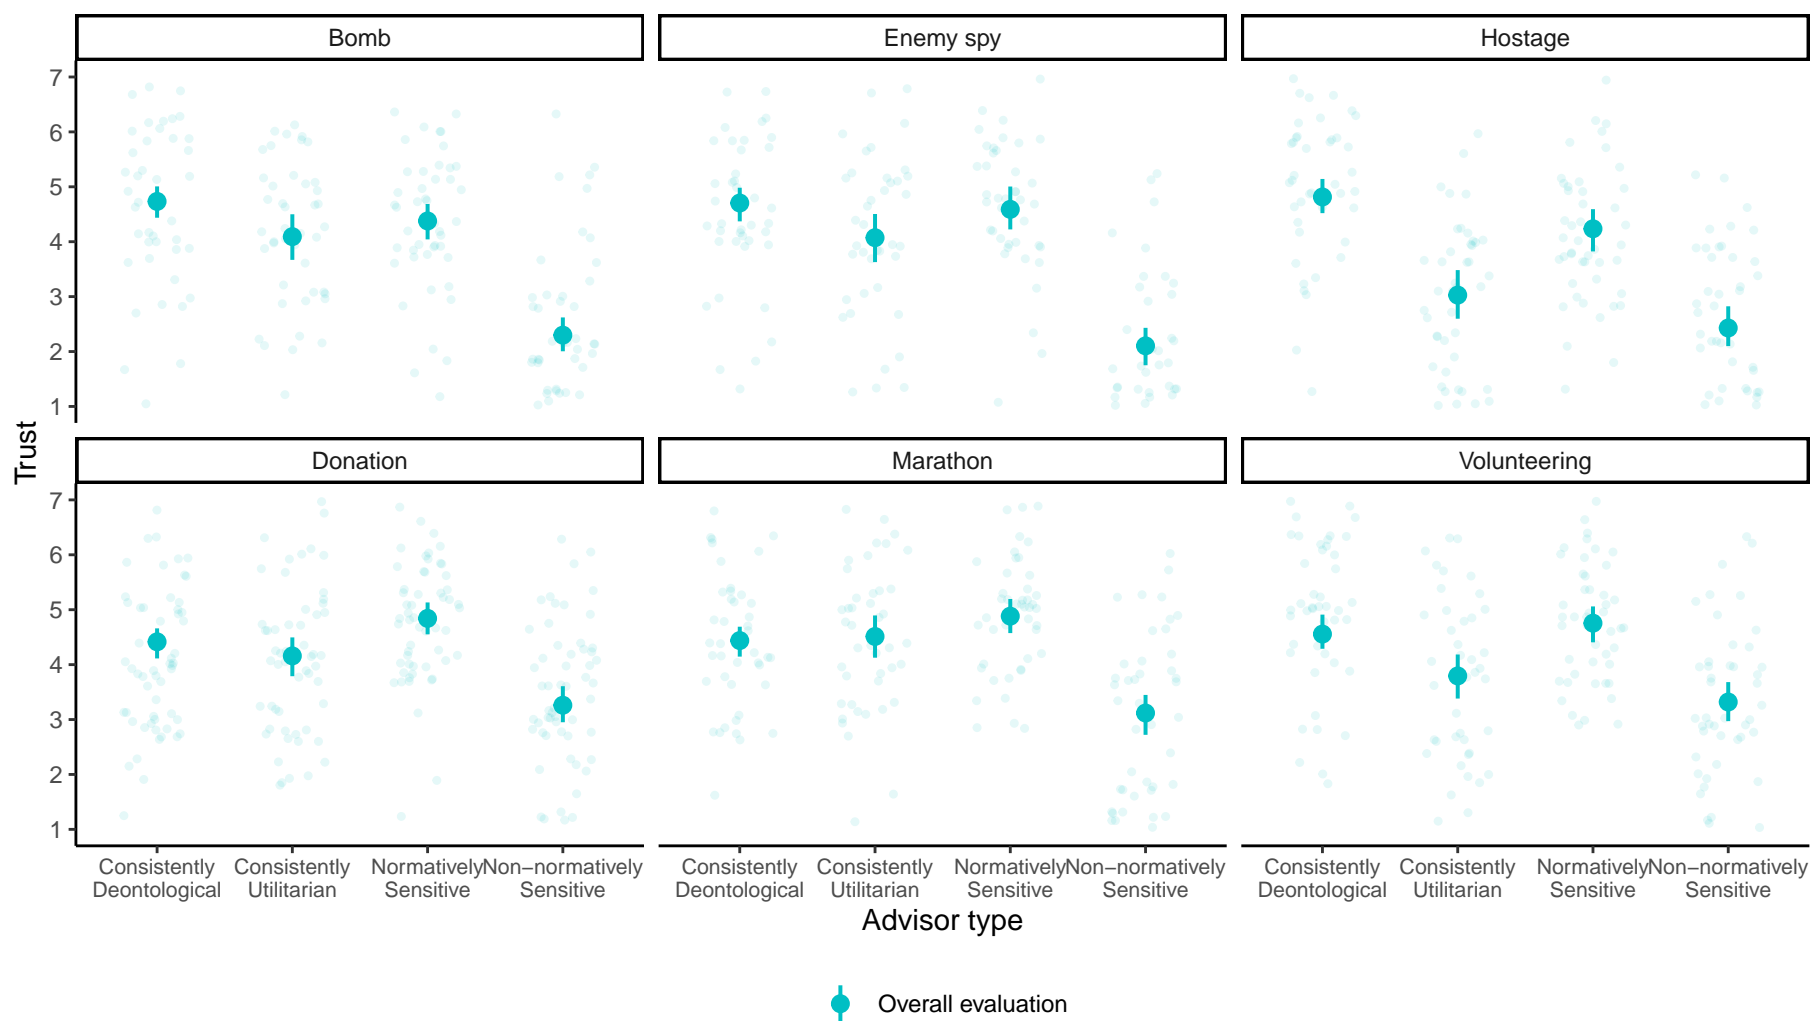 Bomb
Enemy spy
Hostage
7
6
5
4
3
2
1
Trust
Donation
Marathon
Volunteering
7
6
5
4
3
2
1
Consistently Consistently Normatively Non−normatively Consistently Consistently Normatively Non−normatively Consistently Consistently Normatively Non−normatively
Deontological Utilitarian Sensitive Sensitive Deontological Utilitarian Sensitive Sensitive Deontological Utilitarian Sensitive Sensitive
Advisor type
Overall evaluation